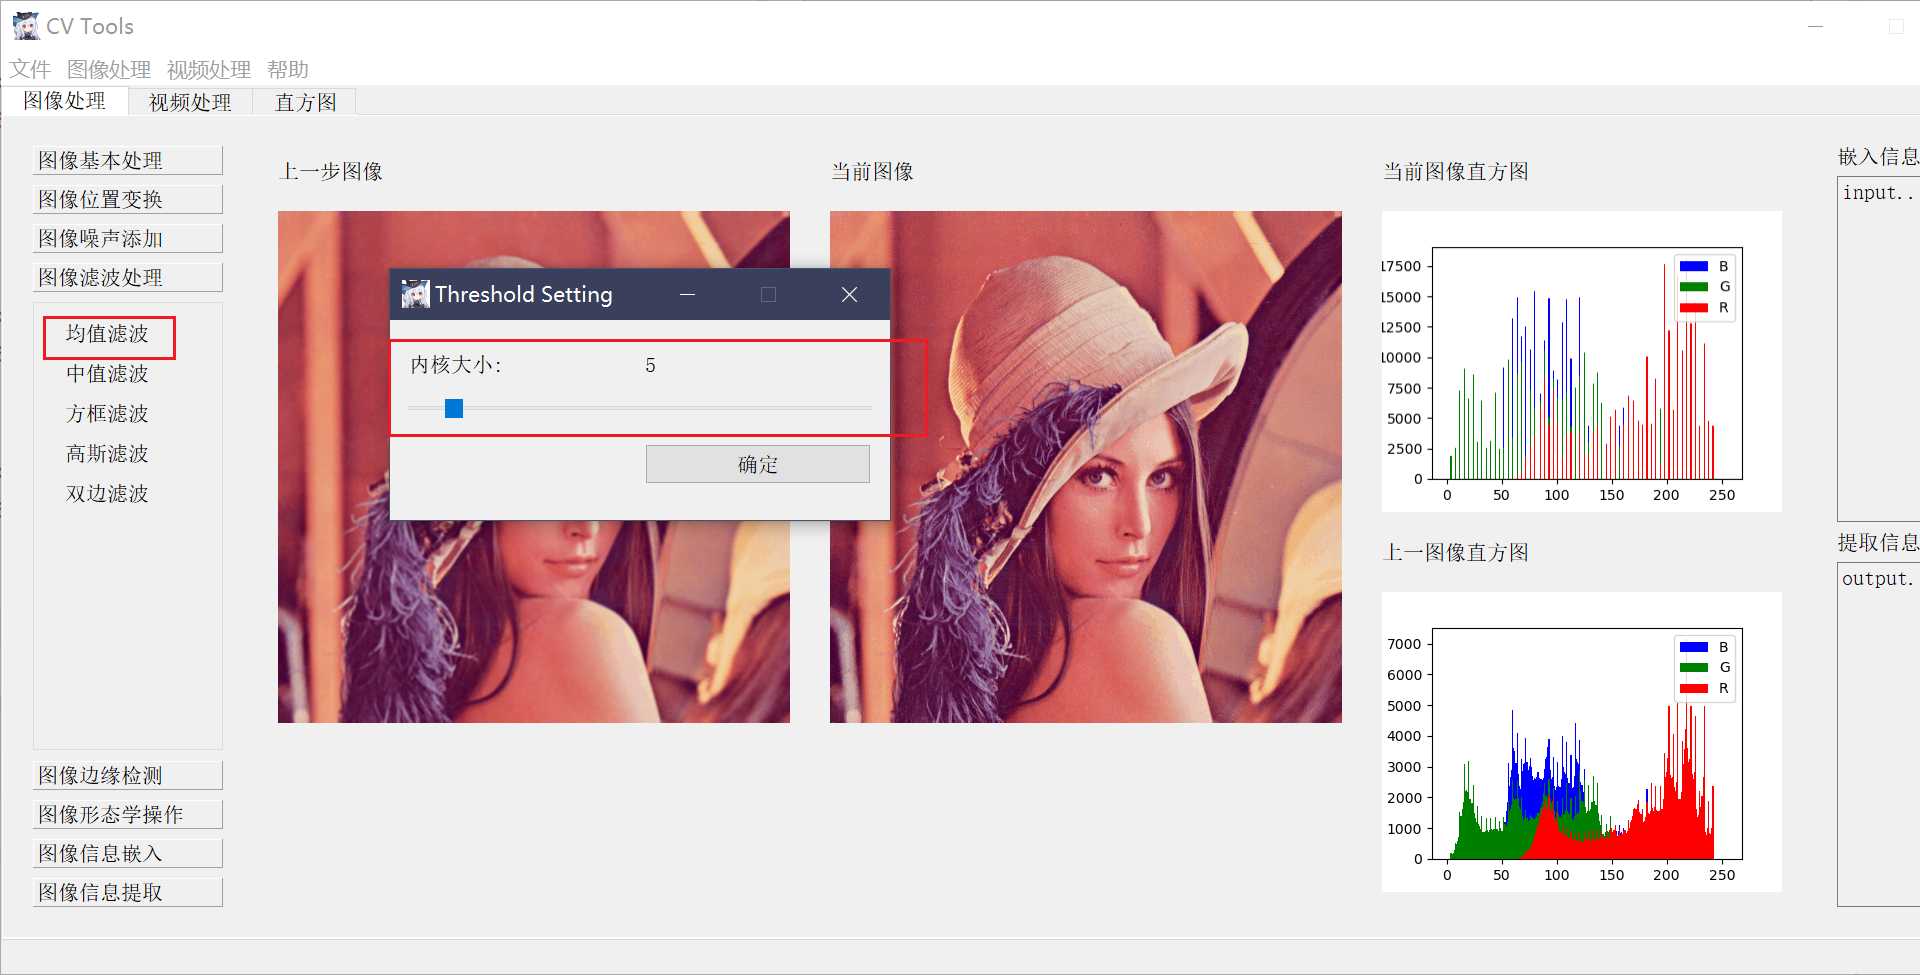 CV Tools
文件 图像处理 视频处理 帮助
图像处理 视频处理 直方图
图像基本处理
图像位置变换
图像噪声添加
图像滤波处理
均值滤波
中值滤波
方框滤波
高斯滤波
双边滤波
图像边缘检测
图像形态学操作
图像信息嵌入
图像信息提取
上一步图像
当前图像
Threshold Setting
内核大小: 5
确定
当前图像直方图
17500
15000
12500
10000
7500
5000
2500
0
0 50 100 150 200 250
B
G
R
上一图像直方图
7000
6000
5000
4000
3000
2000
1000
0
0 50 100 150 200 250
B
G
R
嵌入信息
input..
提取信息
output.